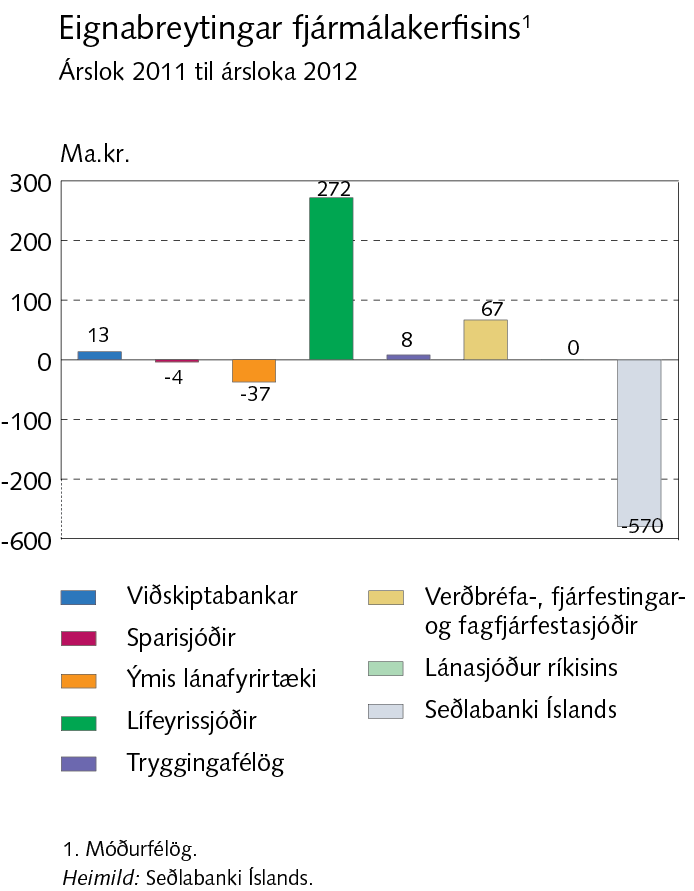 Eignabreytingar fjármálakerfisins¹
Árslok 2011 til ársloka 2012
Ma.kr.
300
200
100
0
-100
-200
-600
13
-4
-37
272
8
67
0
-570
Viðskiptabankar
Sparisjóðir
Ýmis lánafyrirtæki
Lífeyrissjóðir
Tryggingafélög
Verðbréfa-, fjárfestingar-
og fagfjárfestasjóðir
Lánasjóður ríkisins
Seðlabanki Íslands
1. Móðurfélög.
Heimild: Seðlabanki Íslands.